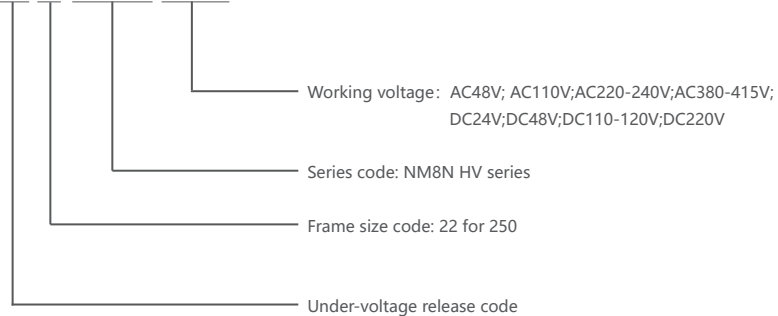 Working voltage: AC48V; AC110V;AC220-240V;AC380-415V;
DC24V;DC48V;DC110-120V;DC220V
Series code: NM8N HV series
Frame size code: 22 for 250
Under-voltage release code